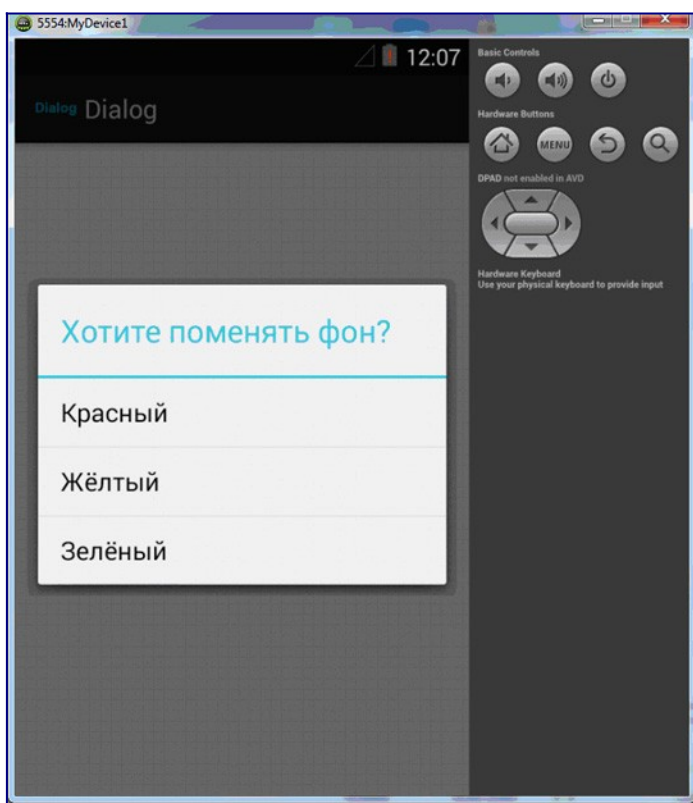 5554:MyDevice1
12:07
Dialog Dialog
Хотите поменять фон?
Красный
Жёлтый
Зелёный
Basic Controls
Hardware Buttons
MENU
DPAD not enabled in AVD
Hardware Keyboard
Use your physical keyboard to provide input